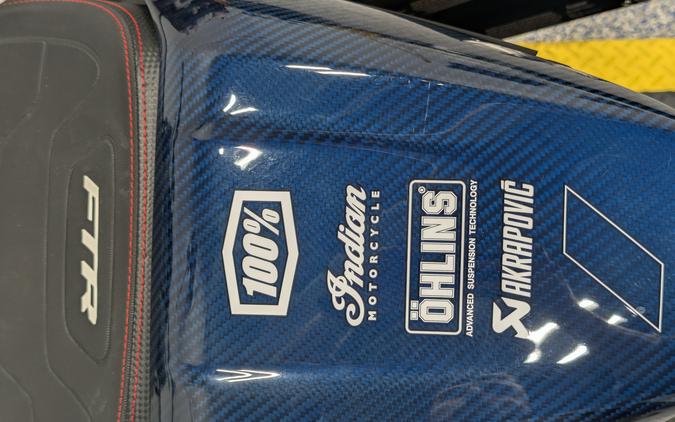 FTR
100%
Indian
MOTORCYCLE
ÖHLINS®
ADVANCED SUSPENSION TECHNOLOGY
AKRAPOVIČ